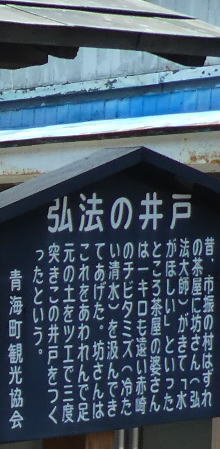 弘法の井戸
昔、市振の村はずれ
の茶屋に坊さん(弘
法大師)がきて「水
がほしい」といった
ところ茶屋の婆さん
は一キロも遠い赤崎
のチビタミズ(冷た
い清水)を汲んでき
てあげた。坊さんは
これをあわれんで足
元の土をツエで三度
突きこの井戸をつく
ったという。
青海町観光協会